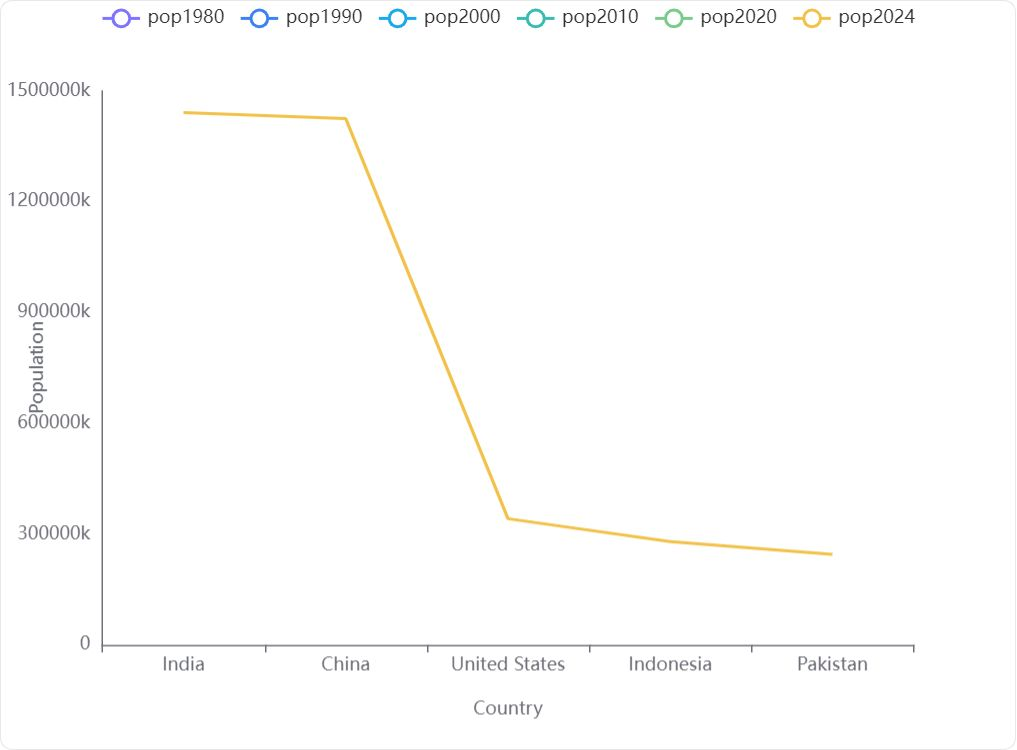 pop1980 pop1990 pop2000 pop2010 pop2020 pop2024
1500000k
1200000k
900000k
Population
600000k
300000k
0
India China United States Indonesia Pakistan
Country